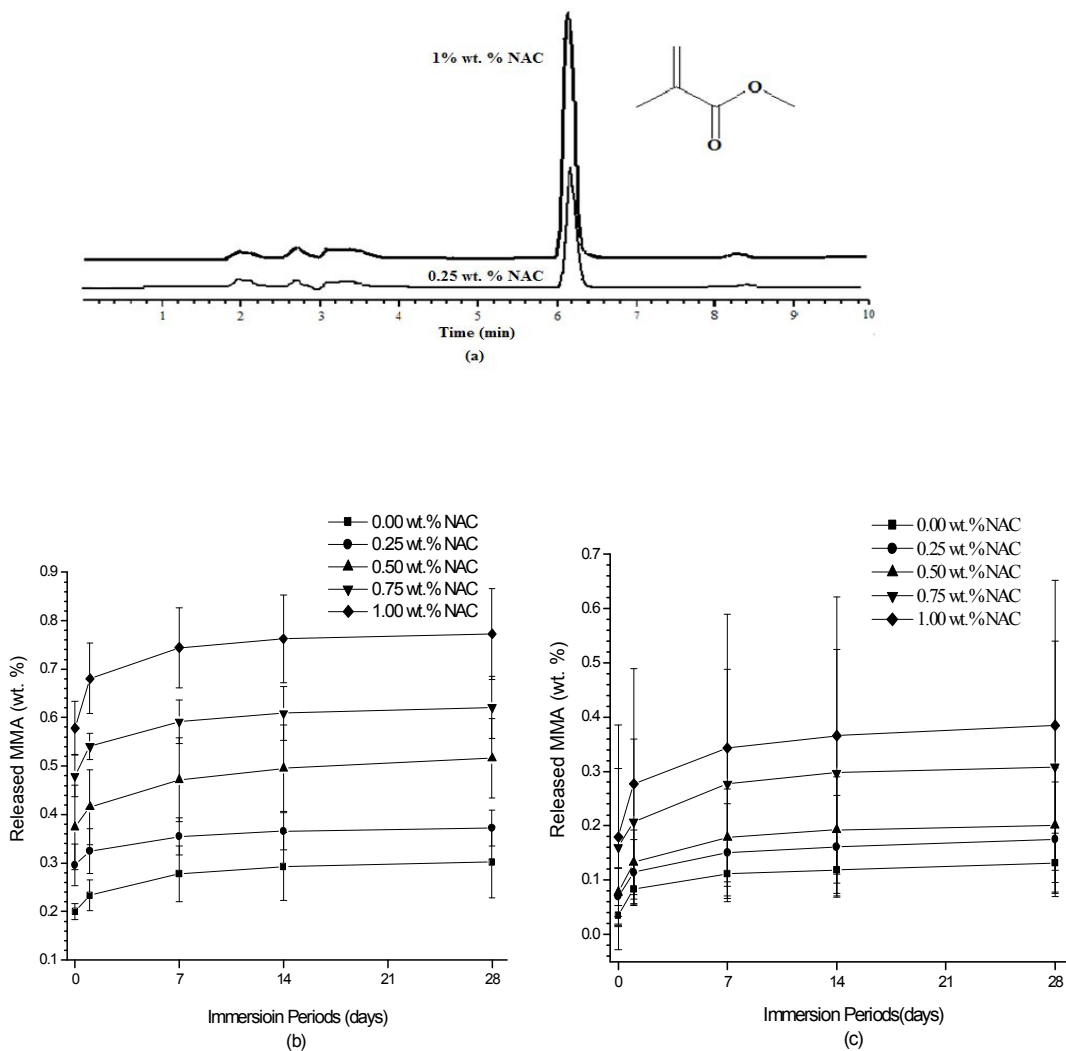 1% wt. % NAC
O
O
0.25 wt. % NAC
1 2 3 4 5 6 7 8 9 10
Time (min)
(a)
0.00 wt.% NAC
0.25 wt.% NAC
0.50 wt.% NAC
0.75 wt.% NAC
1.00 wt.% NAC
0.9
0.8
0.7
0.6
0.5
0.4
0.3
0.2
0.1
Released MMA (wt. %)
0 7 14 21 28
Immersioin Periods (days)
(b)
0.00 wt.% NAC
0.25 wt.% NAC
0.50 wt.% NAC
0.75 wt.% NAC
1.00 wt.% NAC
0.7
0.6
0.5
0.4
0.3
0.2
0.1
0.0
Released MMA (wt. %)
0 7 14 21 28
Immersion Periods(days)
(c)